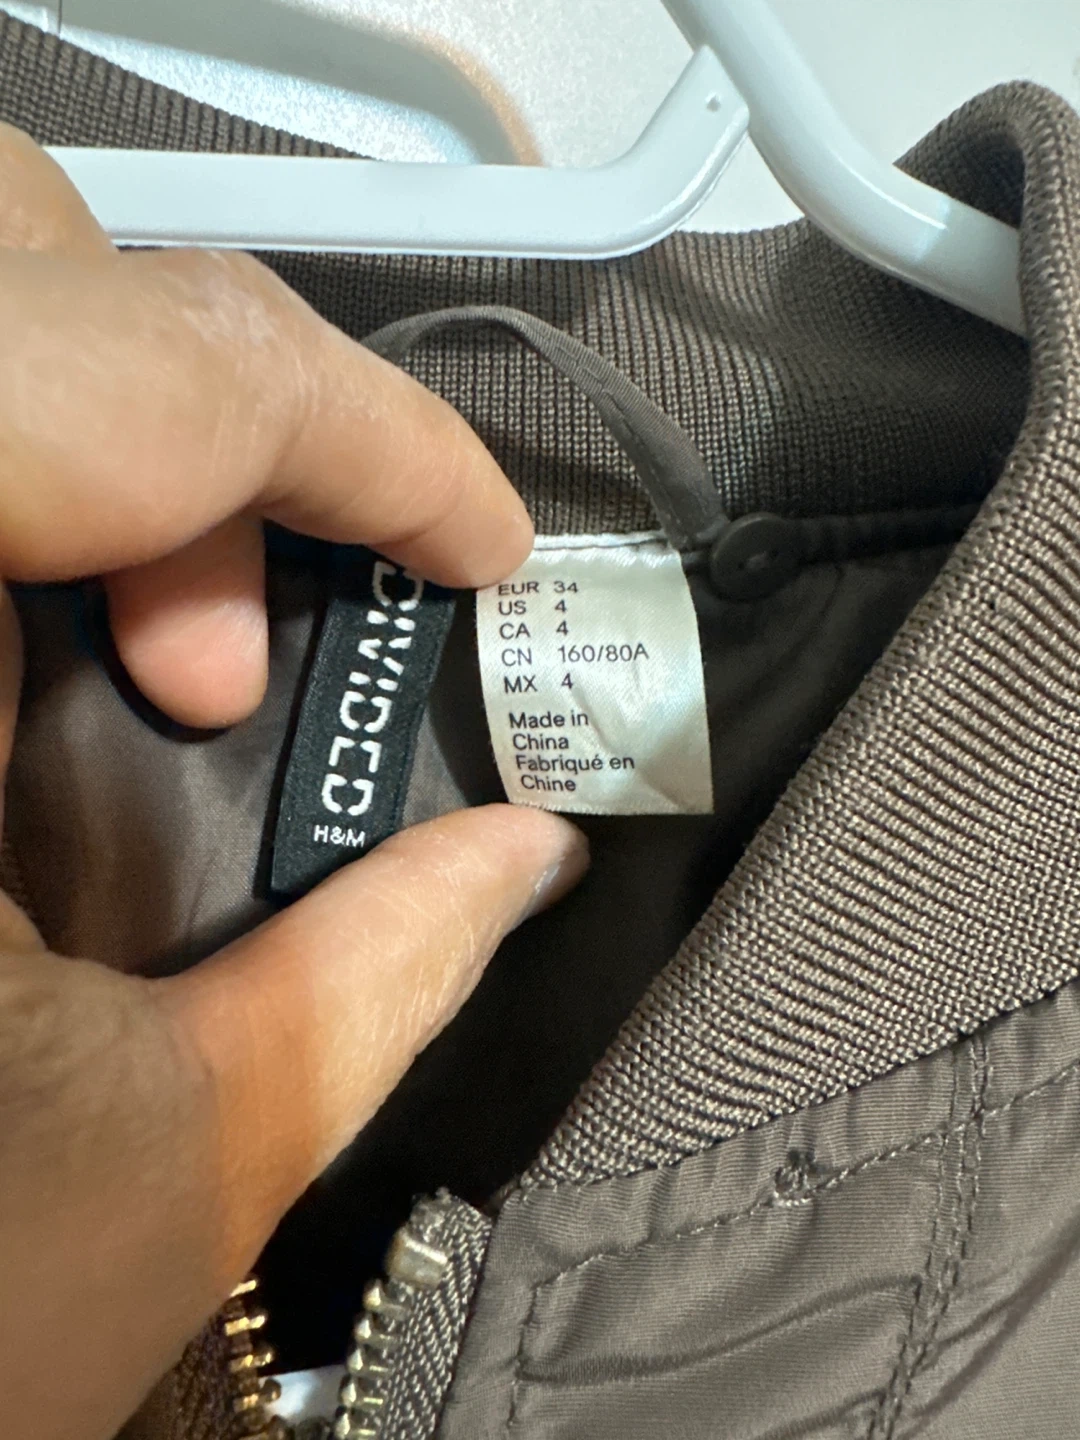 DIVIDED
H&M
EUR 34
US 4
CA 4
CN 160/80A
MX 4
Made in
China
Fabriqué en
Chine